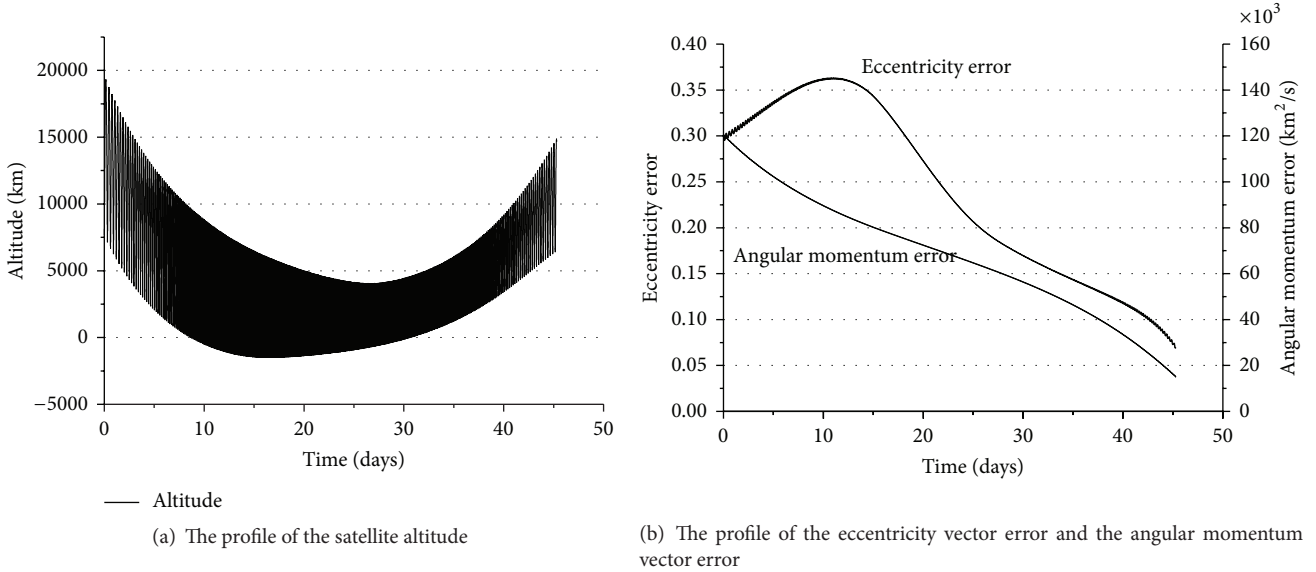 20000
15000
10000
5000
0
−5000
Altitude (km)
0 10 20 30 40 50
Time (days)
Altitude
(a) The profile of the satellite altitude
×10³
0.40
0.35
0.30
0.25
0.20
0.15
0.10
0.05
0.00
Eccentricity error
Eccentricity error
Angular momentum error
160
140
120
100
80
60
40
20
0
Angular momentum error (km²/s)
0 10 20 30 40 50
Time (days)
(b) The profile of the eccentricity vector error and the angular momentum
vector error